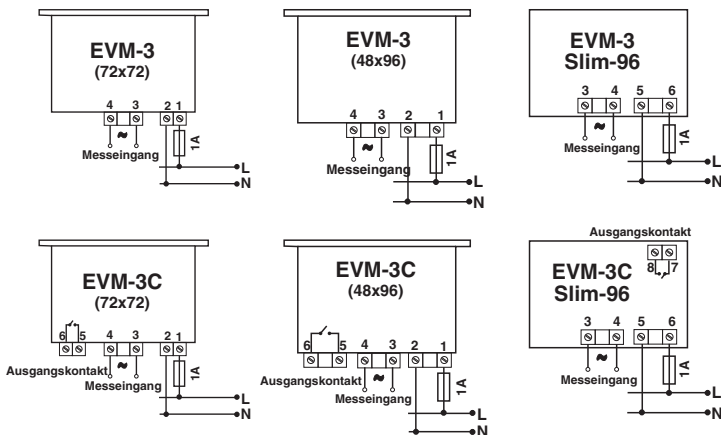 EVM-3
(72x72)
4 3 2 1
~
1A
Messeingang
L
N
EVM-3
(48x96)
4 3 2 1
~
1A
Messeingang
L
N
EVM-3
Slim-96
3 4 5 6
~
1A
Messeingang
L
N
EVM-3C
(72x72)
6 5 4 3 2 1
~
Ausgangskontakt
1A
Messeingang
L
N
EVM-3C
(48x96)
6 5 4 3 2 1
~
Ausgangskontakt
1A
Messeingang
L
N
Ausgangskontakt
8 7
EVM-3C
Slim-96
3 4 5 6
~
1A
Messeingang
L
N